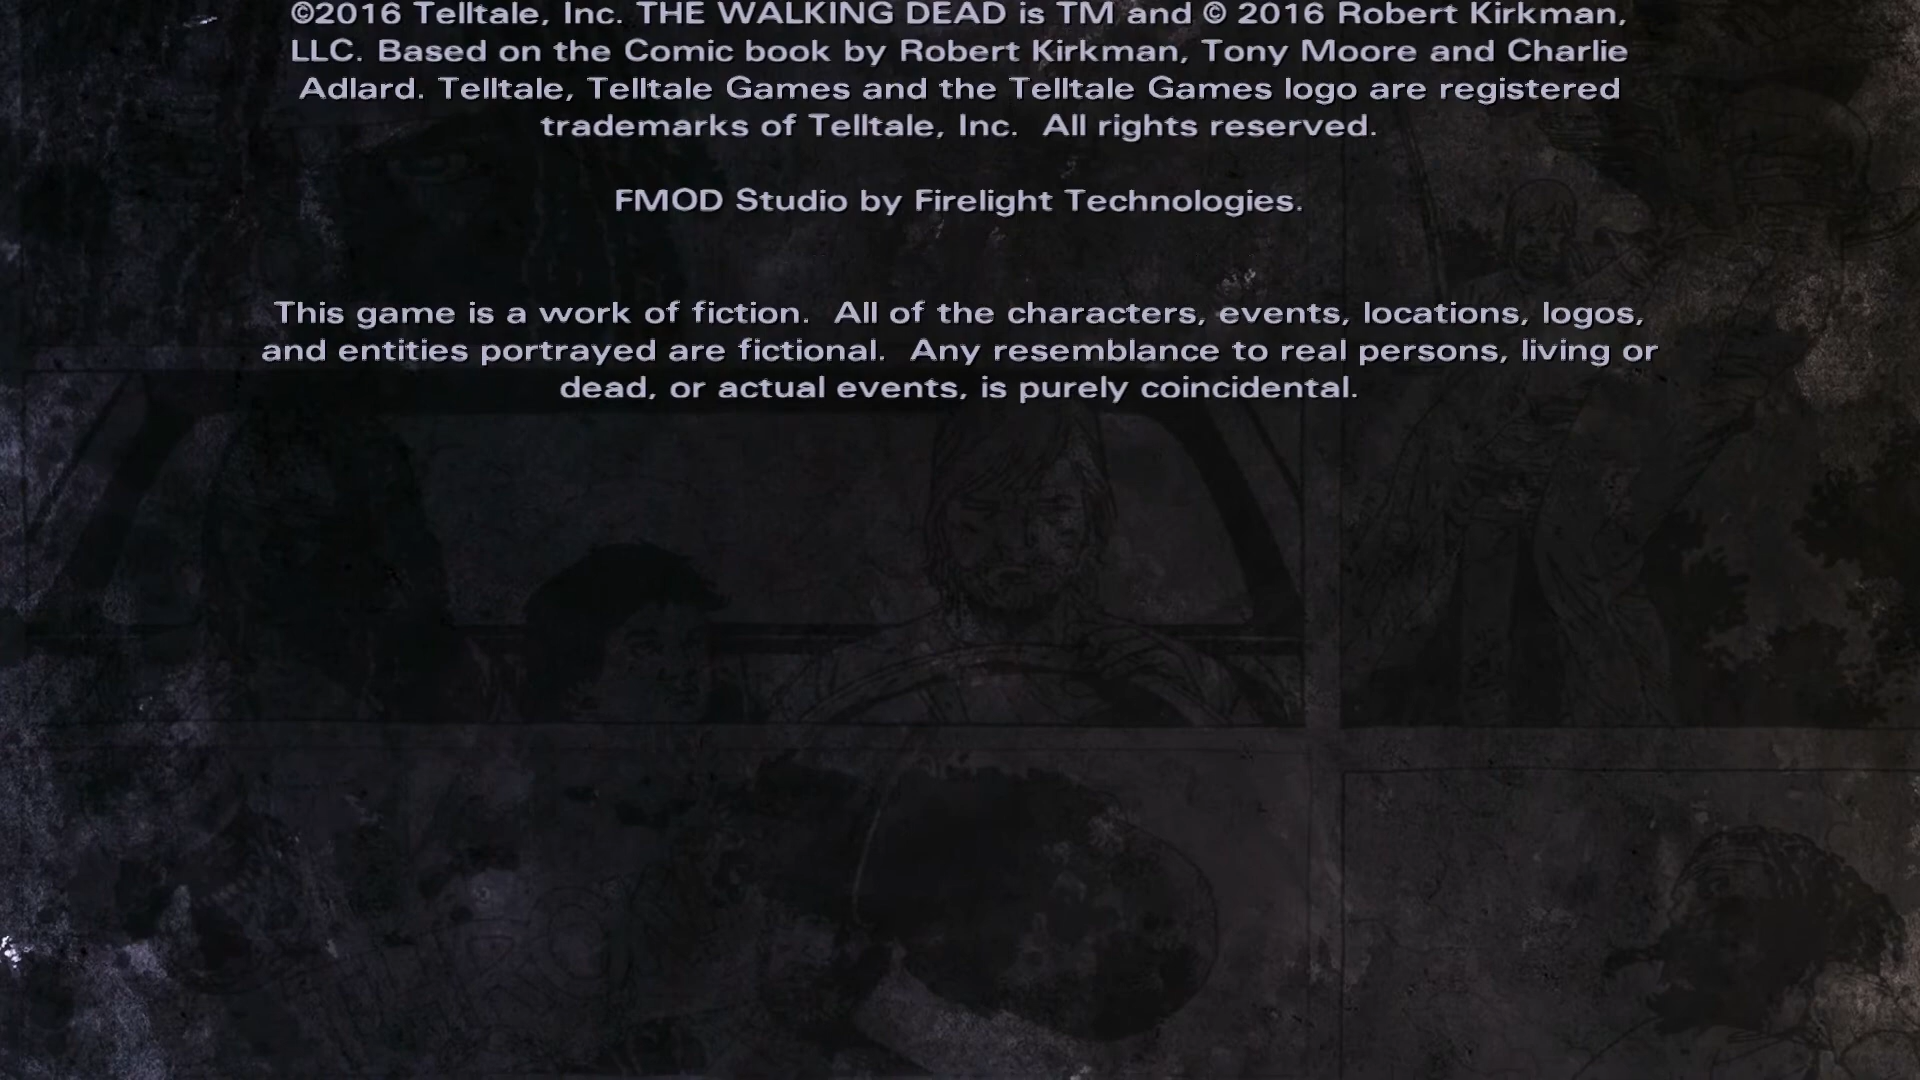 ©2016 Telltale, Inc. THE WALKING DEAD is TM and © 2016 Robert Kirkman,
LLC. Based on the Comic book by Robert Kirkman, Tony Moore and Charlie
Adlard. Telltale, Telltale Games and the Telltale Games logo are registered
trademarks of Telltale, Inc.  All rights reserved.
FMOD Studio by Firelight Technologies.
This game is a work of fiction.  All of the characters, events, locations, logos,
and entities portrayed are fictional.  Any resemblance to real persons, living or
dead, or actual events, is purely coincidental.